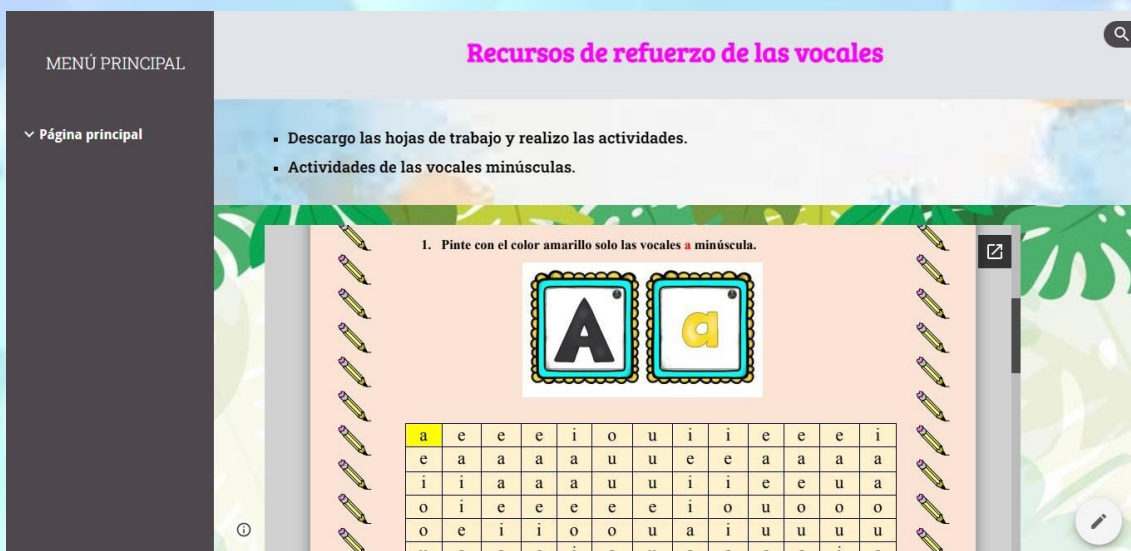 MENÚ PRINCIPAL
Página principal
Recursos de refuerzo de las vocales
Descargo las hojas de trabajo y realizo las actividades.
Actividades de las vocales minúsculas.
1. Pinte con el color amarillo solo las vocales a minúscula.
A a
a e e e i o u i i e e e i
e a a a a u u e e a a a a
i i a a a u u i i e e u a
o i e e e e e i o u o o o
o e i i o o u a i u u u u